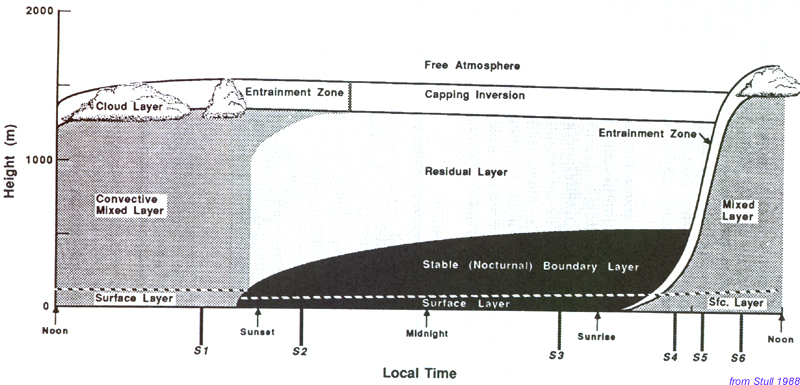 2000
Free Atmosphere
Entrainment Zone
Capping Inversion
Cloud Layer
Entrainment Zone
1000
Height (m)
Residual Layer
Convective
Mixed Layer
Mixed
Layer
Stable (Nocturnal) Boundary Layer
Surface Layer
Surface Layer
Sfc. Layer
0
Noon
S1
Sunset
S2
Midnight
S3
Sunrise
S4
S5
S6
Noon
Local Time
from Stull 1988